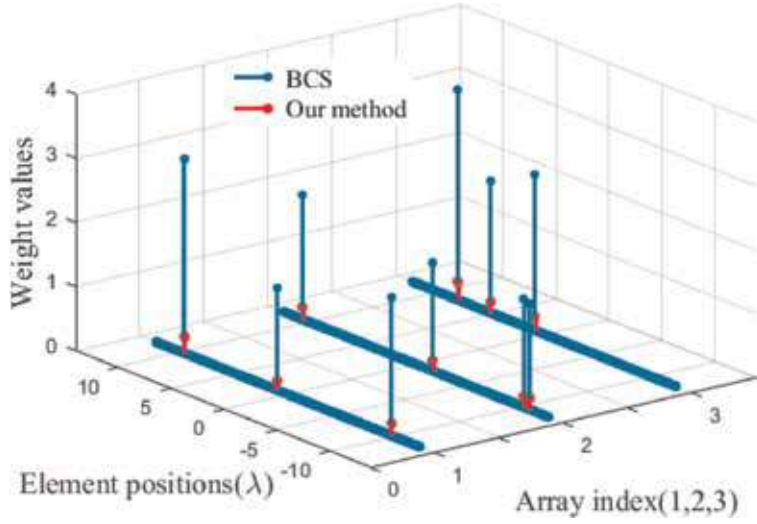 BCS
Our method
Weight values
4
3
2
1
0
10
5
0
-5
-10
Element positions(λ)
0
1
2
3
Array index(1,2,3)